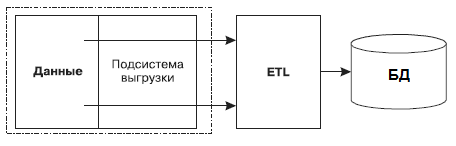 Данные
Подсистема
выгрузки
ETL
БД